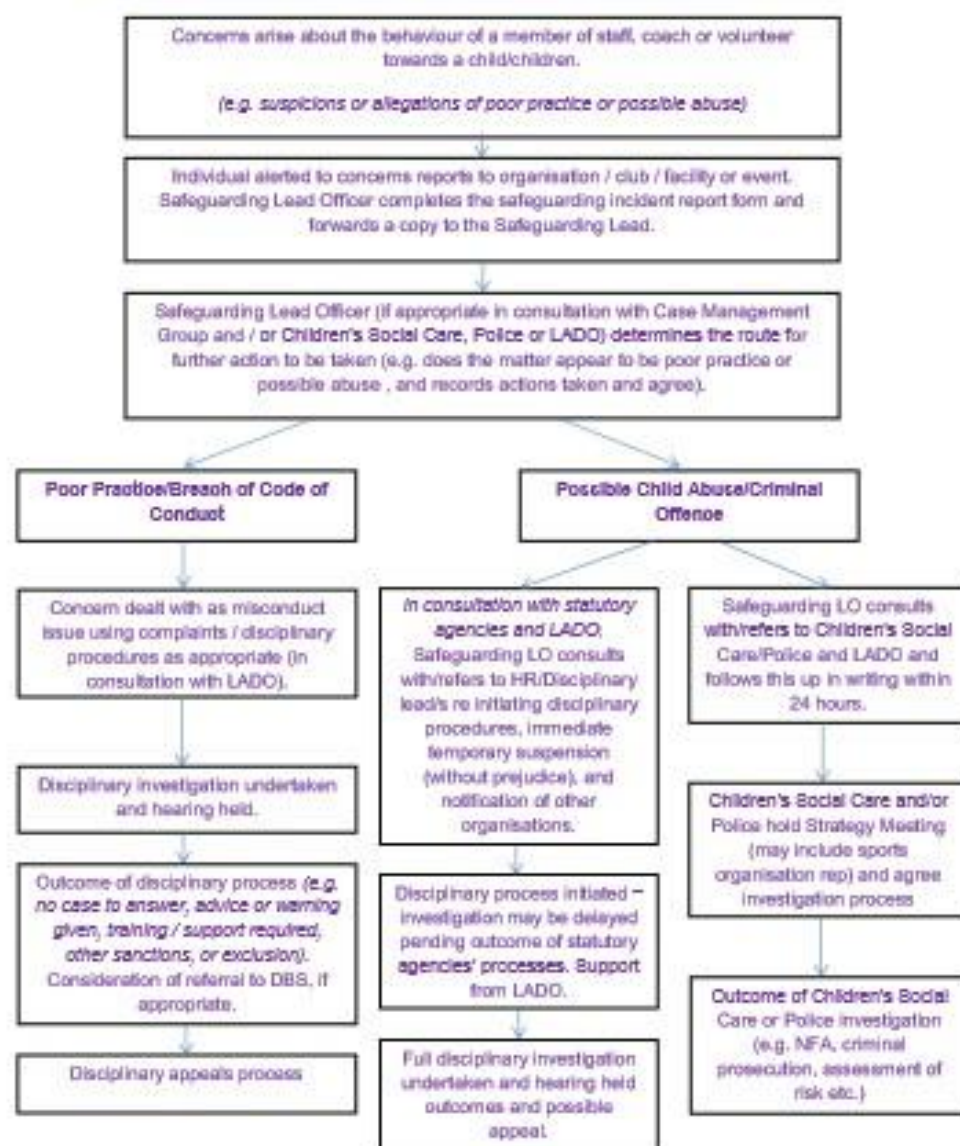 Concerns arise about the behaviour of a member of staff, coach or volunteer
towards a child/children.
(e.g. suspicions or allegations of poor practice or possible abuse)
Individual alerted to concerns reports to organisation / club / facility or event.
Safeguarding Lead Officer completes the safeguarding incident report form and
forwards a copy to the Safeguarding Lead.
Safeguarding Lead Officer (if appropriate in consultation with Case Management
Group and / or Children's Social Care, Police or LADO) determines the route for
further action to be taken (e.g. does the matter appear to be poor practice or
possible abuse , and records actions taken and agree).
Poor Practice/Breach of Code of
Conduct
Concern dealt with as misconduct
issue using complaints / disciplinary
procedures as appropriate (in
consultation with LADO).
Disciplinary investigation undertaken
and hearing held.
Outcome of disciplinary process (e.g.
no case to answer, advice or warning
given, training / support required,
other sanctions, or exclusion).
Consideration of referral to DBS, if
appropriate.
Disciplinary appeals process
Possible Child Abuse/Criminal
Offence
In consultation with statutory
agencies and LADO.
Safeguarding LO consults
with/refers to HR/Disciplinary
lead/s re initiating disciplinary
procedures, immediate
temporary suspension
(without prejudice), and
notification of other
organisations.
Disciplinary process initiated –
investigation may be delayed
pending outcome of statutory
agencies' processes. Support
from LADO.
Full disciplinary investigation
undertaken and hearing held
outcomes and possible
appeal.
Safeguarding LO consults
with/refers to Children's Social
Care/Police and LADO and
follows this up in writing within
24 hours.
Children's Social Care and/or
Police hold Strategy Meeting
(may include sports
organisation rep) and agree
investigation process
Outcome of Children's Social
Care or Police investigation
(e.g. NFA, criminal
prosecution, assessment of
risk etc.)